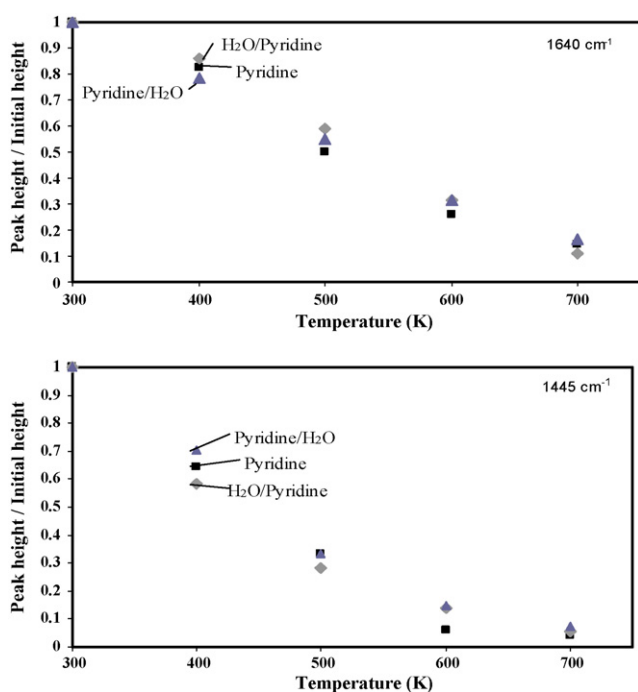 1
0.9
0.8
0.7
0.6
0.5
0.4
0.3
0.2
0.1
0
Peak height / Initial height
H₂O/Pyridine
Pyridine
Pyridine/H₂O
1640 cm⁻¹
300 400 500 600 700
Temperature (K)
1
0.9
0.8
0.7
0.6
0.5
0.4
0.3
0.2
0.1
0
Peak height / Initial height
1445 cm⁻¹
Pyridine/H₂O
Pyridine
H₂O/Pyridine
300 400 500 600 700
Temperature (K)